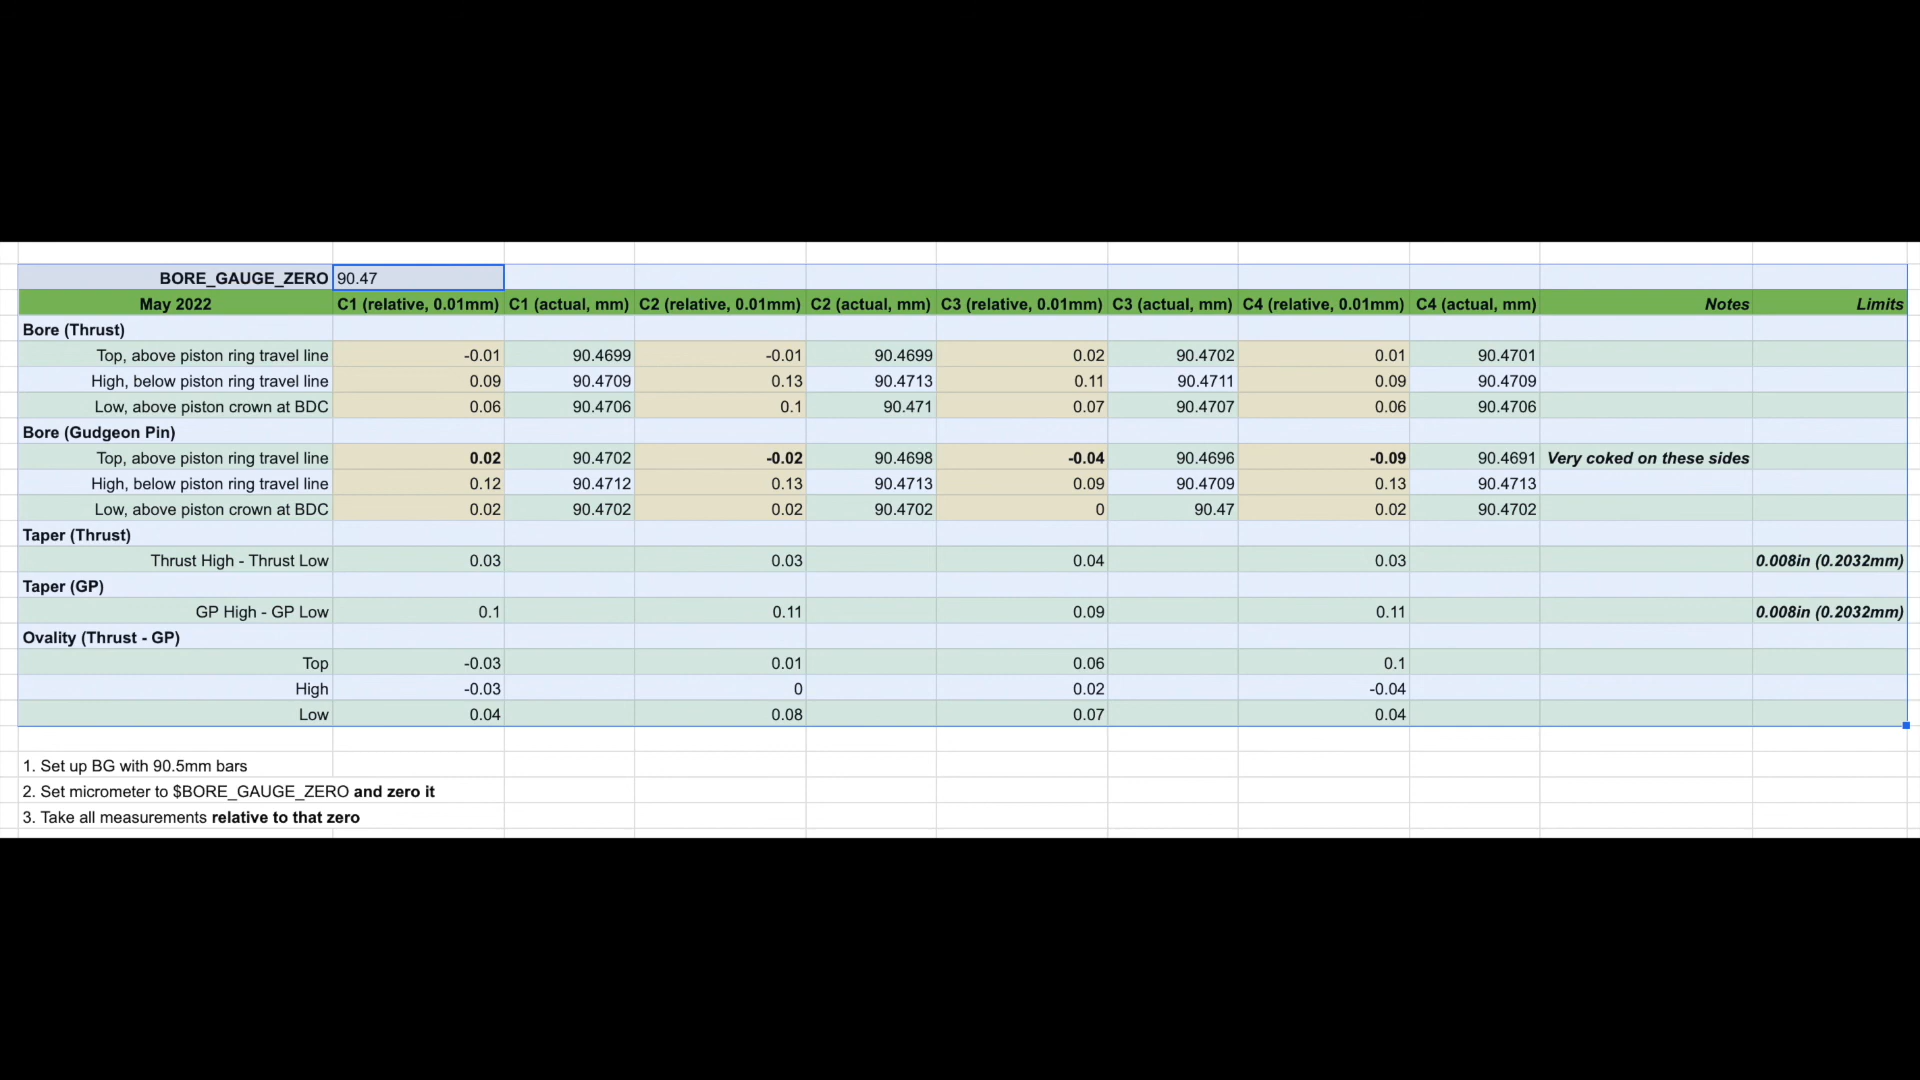 BORE_GAUGE_ZERO 90.47
May 2022 C1 (relative, 0.01mm) C1 (actual, mm) C2 (relative, 0.01mm) C2 (actual, mm) C3 (relative, 0.01mm) C3 (actual, mm) C4 (relative, 0.01mm) C4 (actual, mm) Notes Limits
Bore (Thrust)
Top, above piston ring travel line -0.01 90.4699 -0.01 90.4699 0.02 90.4702 0.01 90.4701
High, below piston ring travel line 0.09 90.4709 0.13 90.4713 0.11 90.4711 0.09 90.4709
Low, above piston crown at BDC 0.06 90.4706 0.1 90.471 0.07 90.4707 0.06 90.4706
Bore (Gudgeon Pin)
Top, above piston ring travel line 0.02 90.4702 -0.02 90.4698 -0.04 90.4696 -0.09 90.4691 Very coked on these sides
High, below piston ring travel line 0.12 90.4712 0.13 90.4713 0.09 90.4709 0.13 90.4713
Low, above piston crown at BDC 0.02 90.4702 0.02 90.4702 0 90.47 0.02 90.4702
Taper (Thrust)
Thrust High - Thrust Low 0.03 0.03 0.04 0.03 0.008in (0.2032mm)
Taper (GP)
GP High - GP Low 0.1 0.11 0.09 0.11 0.008in (0.2032mm)
Ovality (Thrust - GP)
Top -0.03 0.01 0.06 0.1
High -0.03 0 0.02 -0.04
Low 0.04 0.08 0.07 0.04
1. Set up BG with 90.5mm bars
2. Set micrometer to $BORE_GAUGE_ZERO and zero it
3. Take all measurements relative to that zero